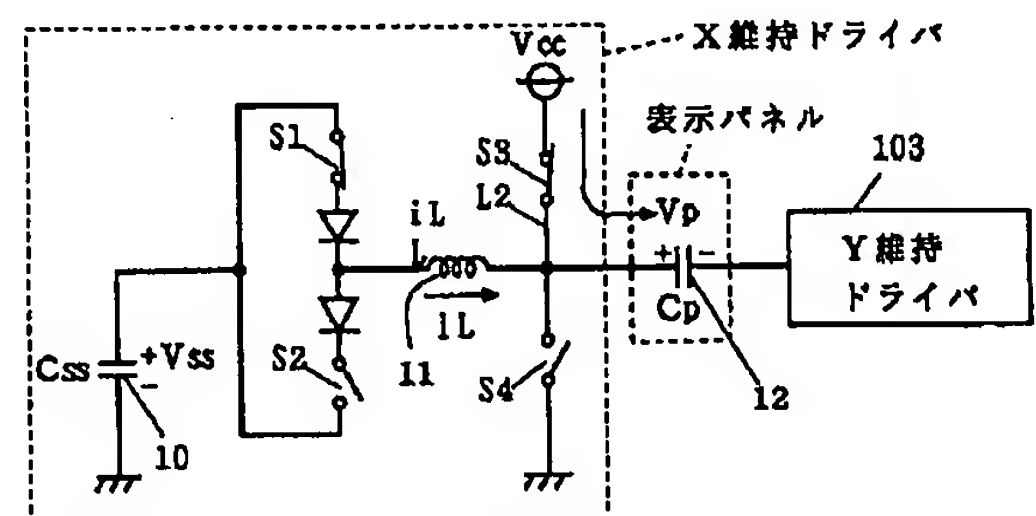 X維持ドライバ
Vcc
表示パネル
103
S1
S3
L2
iL
L
Vp
+ -
Cp
Y維持
ドライバ
lL
11
Css
+Vss
-
S2
S4
12
10